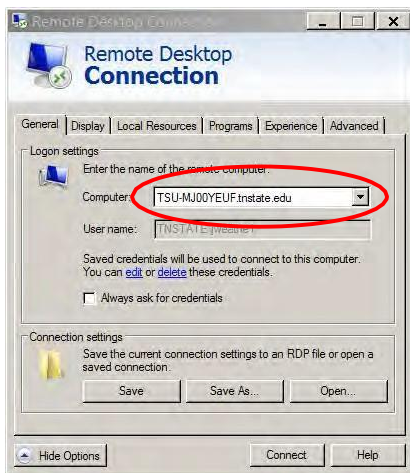 Remote Desktop Connection
Remote Desktop
Connection
General Display Local Resources Programs Experience Advanced
Logon settings
Enter the name of the remote computer.
Computer: TSU-MJ00YEUF.tnstate.edu
User name: TNSTATE\jweathe1
Saved credentials will be used to connect to this computer.
You can edit or delete these credentials.
Always ask for credentials
Connection settings
Save the current connection settings to an RDP file or open a
saved connection.
Save Save As... Open...
Hide Options Connect Help